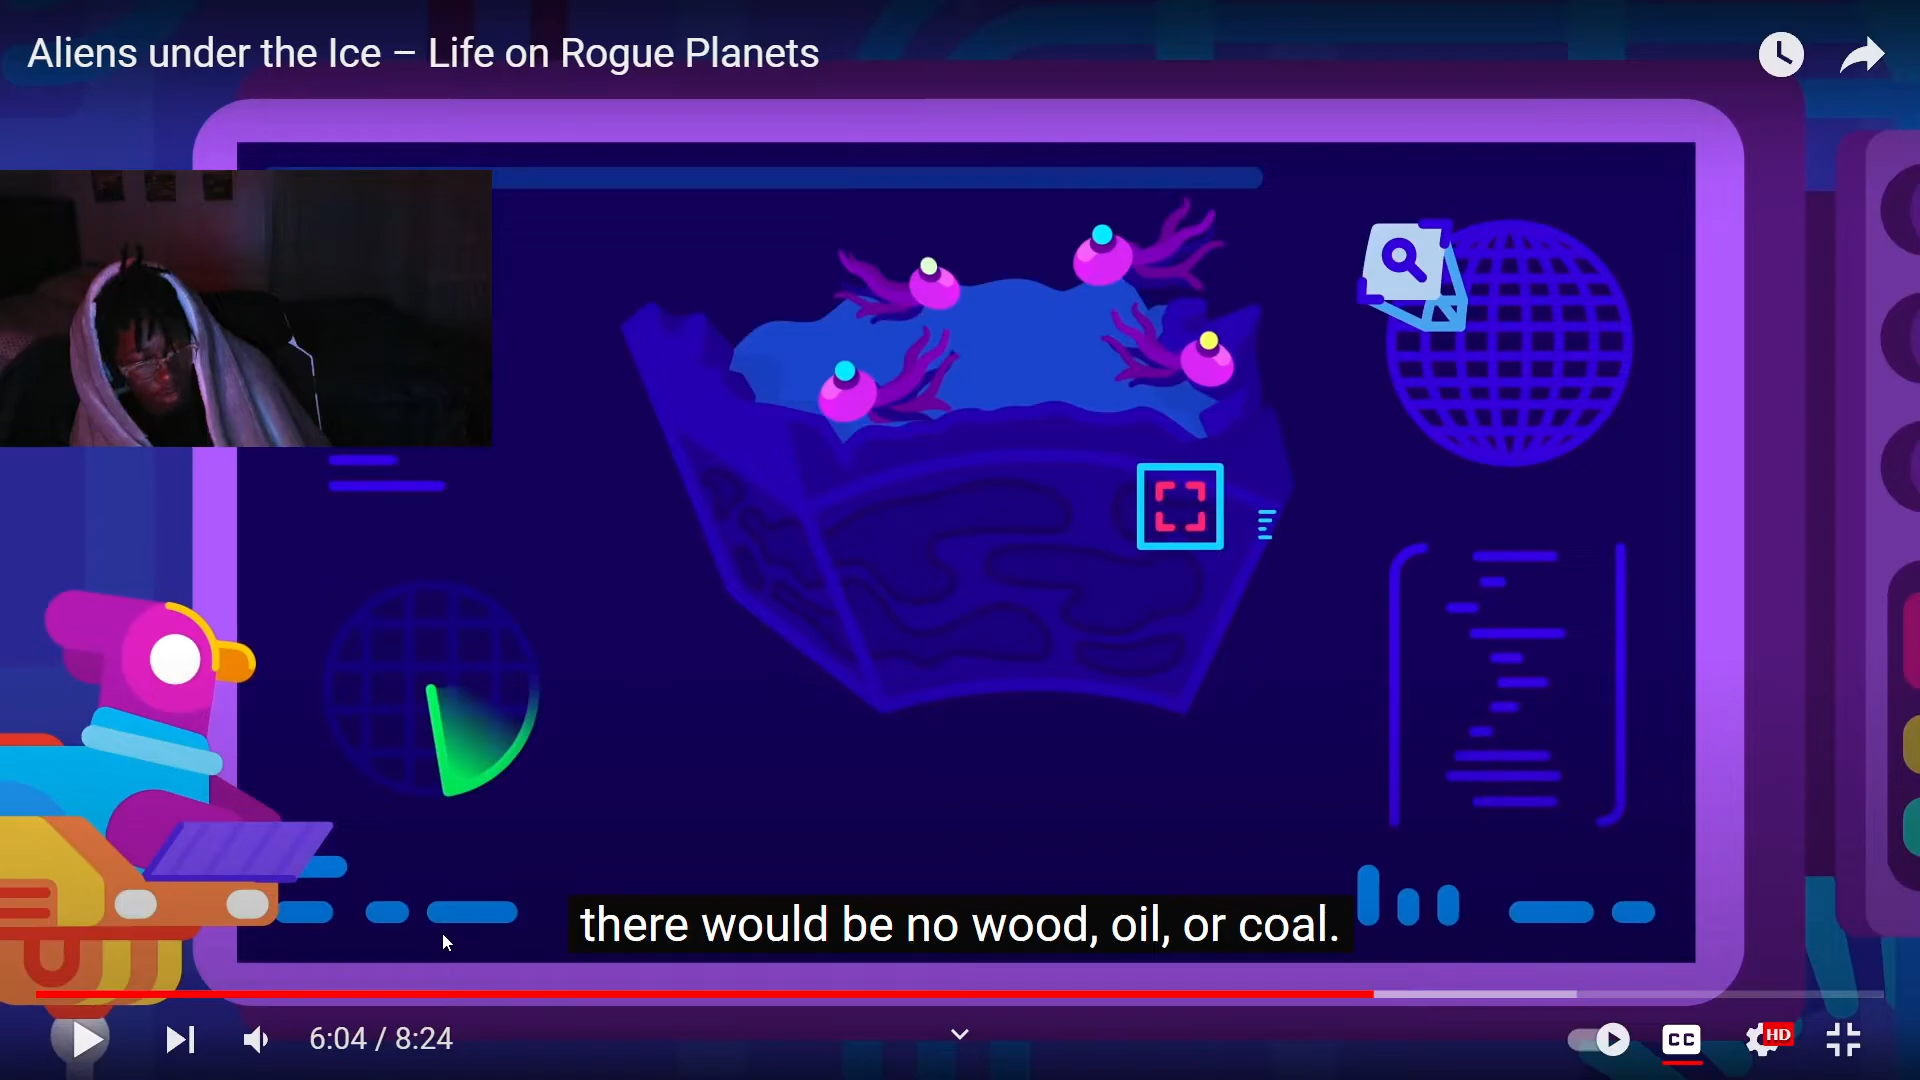 Aliens under the Ice – Life on Rogue Planets
there would be no wood, oil, or coal.
6:04 / 8:24
CC
HD